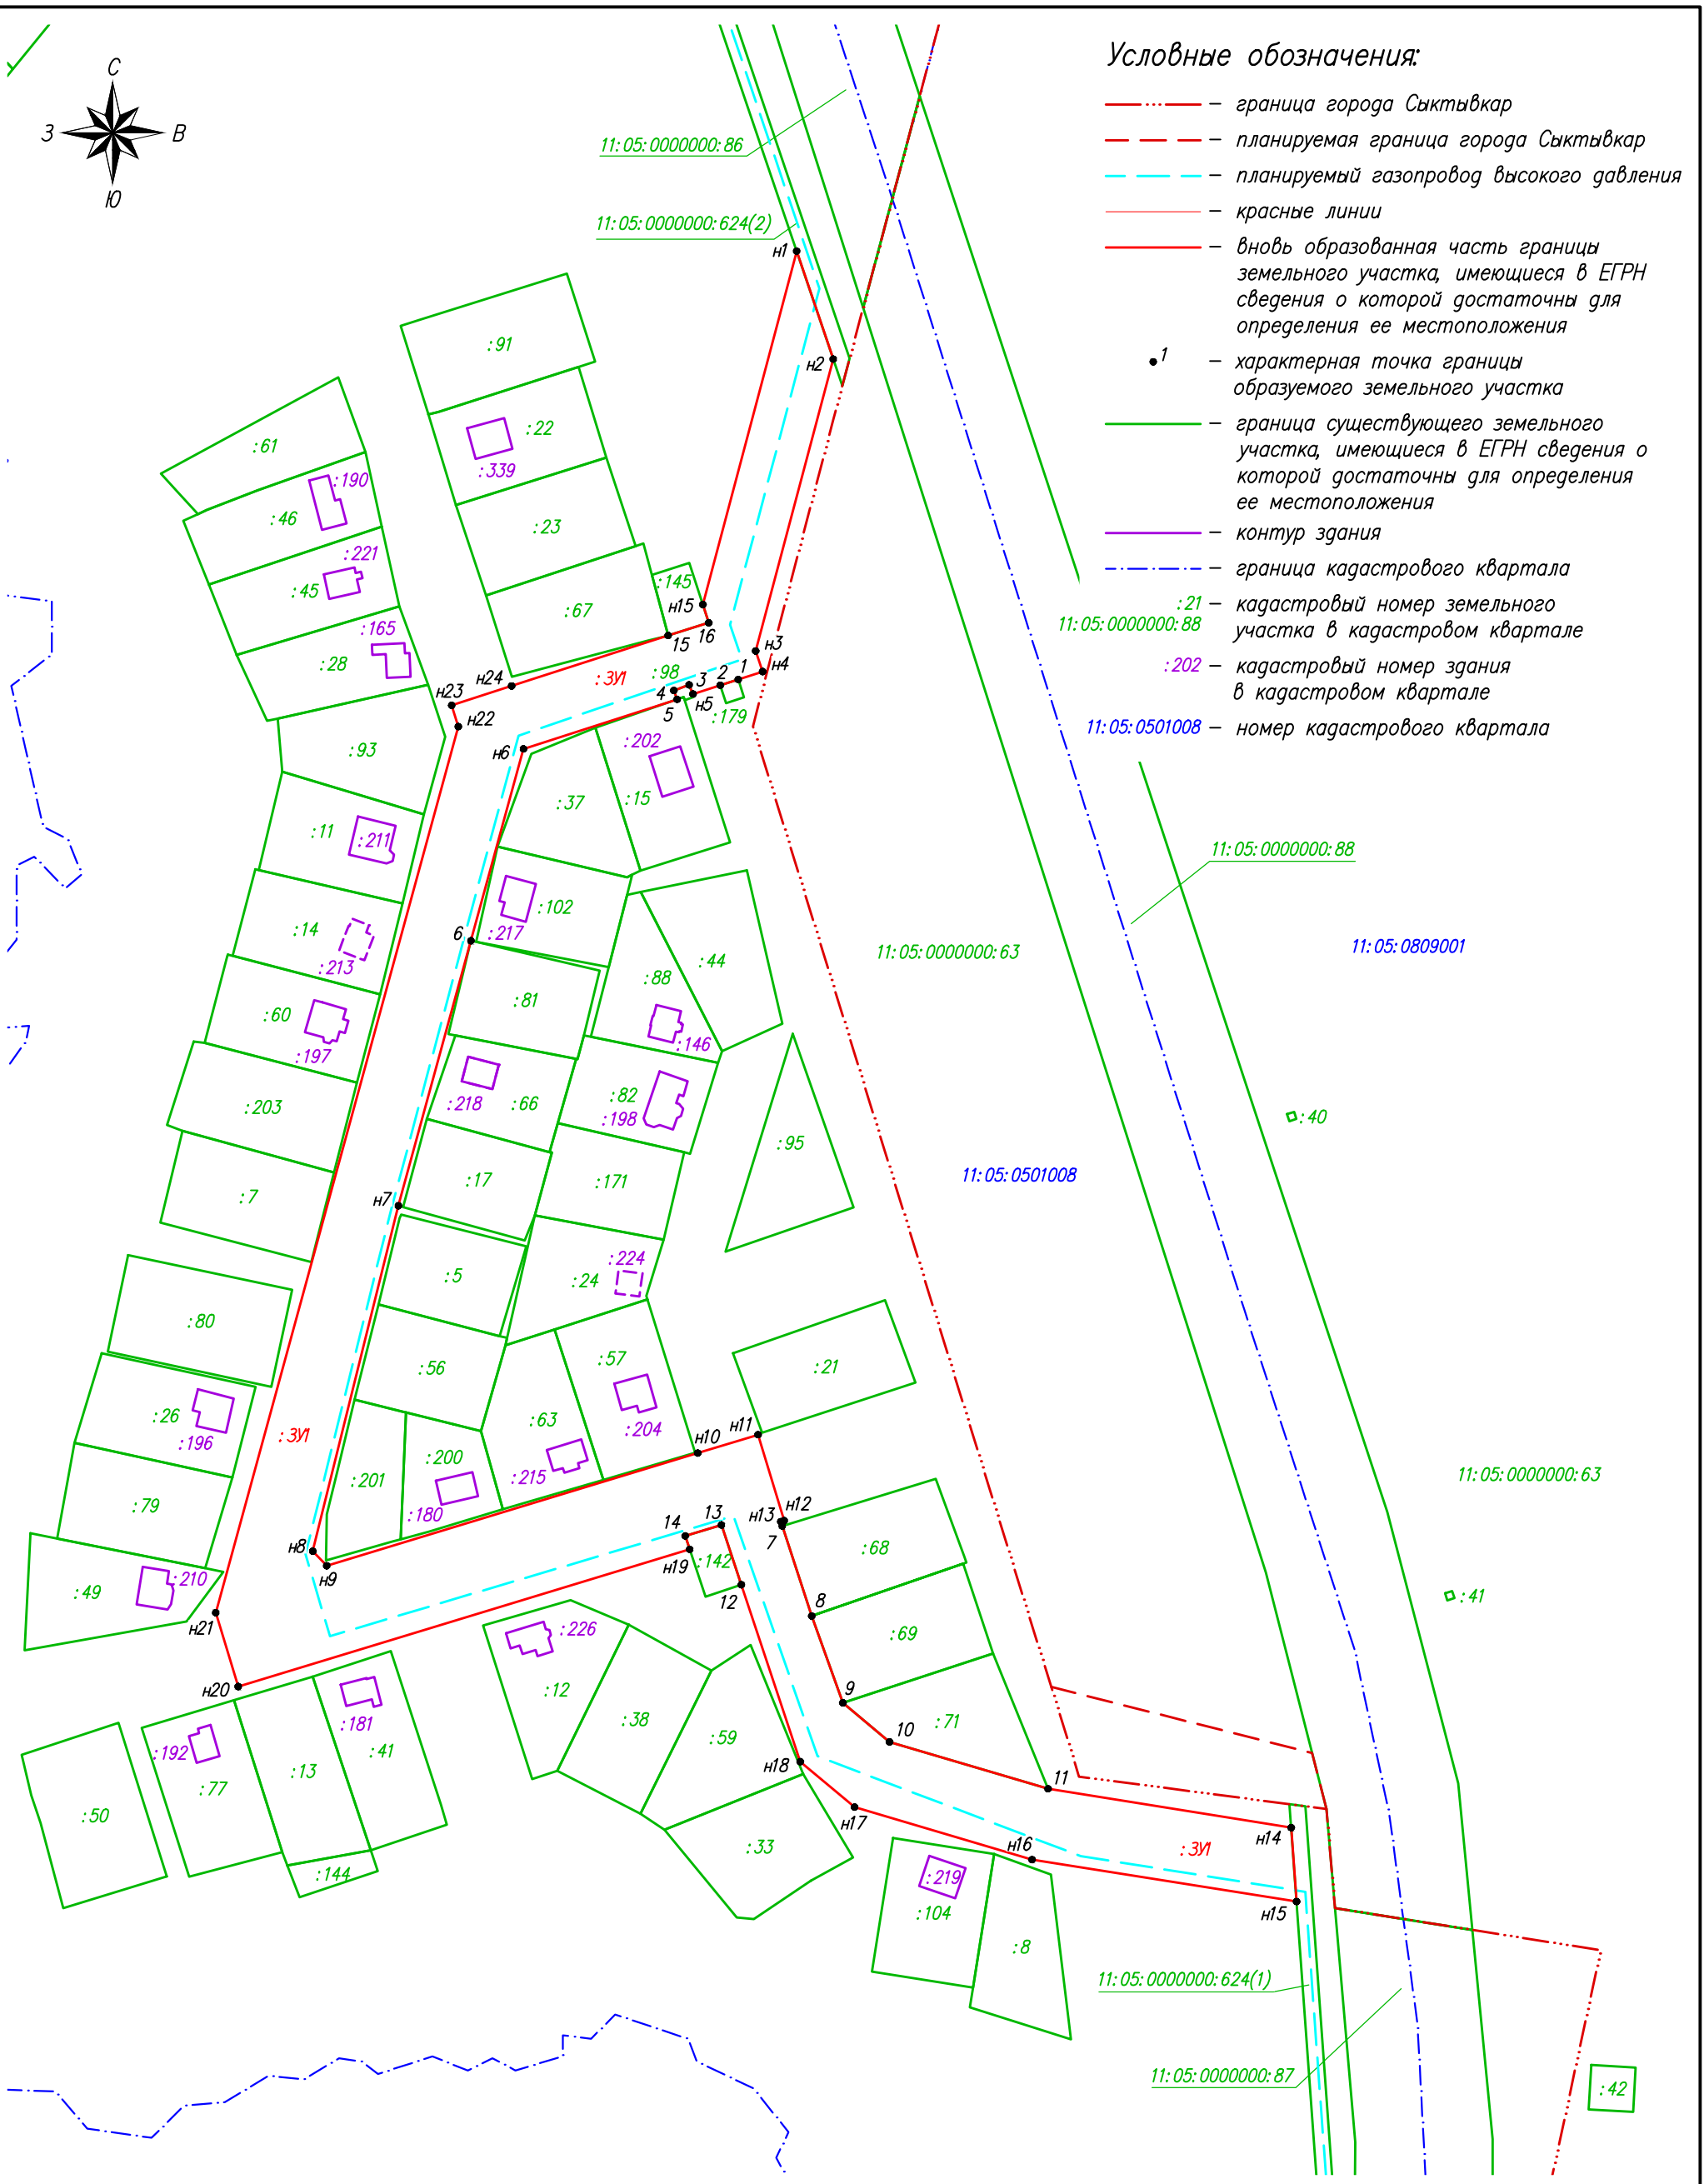 Условные обозначения:
С
З
В
Ю
– граница города Сыктывкар
– планируемая граница города Сыктывкар
– планируемый газопровод высокого давления
– красные линии
– вновь образованная часть границы
земельного участка, имеющиеся в ЕГРН
сведения о которой достаточны для
определения ее местоположения
1 – характерная точка границы
образуемого земельного участка
– граница существующего земельного
участка, имеющиеся в ЕГРН сведения о
которой достаточны для определения
ее местоположения
– контур здания
– граница кадастрового квартала
:21 – кадастровый номер земельного
участка в кадастровом квартале
:202 – кадастровый номер здания
в кадастровом квартале
11:05:0501008 – номер кадастрового квартала
11:05:0000000:86
11:05:0000000:624(2)
н1
н2
:91
:22
:339
:61
:190
:46
:23
:221
:45
:145
:67
н15
16
15
11:05:0000000:88
:165
:28
н3
н4
:98
:ЗУ1
н24
1
2
3
4
5
н5
:179
н23
н22
н6
:202
:93
:37
:15
:11
:211
11:05:0000000:88
:102
:217
6
:14
:213
:44
:88
11:05:0000000:63
11:05:0809001
:81
:60
:197
:146
:218
:66
:82
:198
:203
:40
:95
:17
:171
11:05:0501008
н7
:7
:5
:24
:224
:80
:56
:57
:21
:26
:196
:63
:204
н11
н10
:ЗУ1
:200
:201
:215
11:05:0000000:63
:79
:180
13
14
н13
н12
7
н8
н9
н19
:142
:68
:49
:210
12
8
:41
н21
:226
:69
н20
:12
9
:38
:71
:181
:192
:41
:59
10
:13
:77
н18
11
:50
н17
н14
:33
н16
:ЗУ1
:144
:219
:104
н15
:8
11:05:0000000:624(1)
11:05:0000000:87
:42